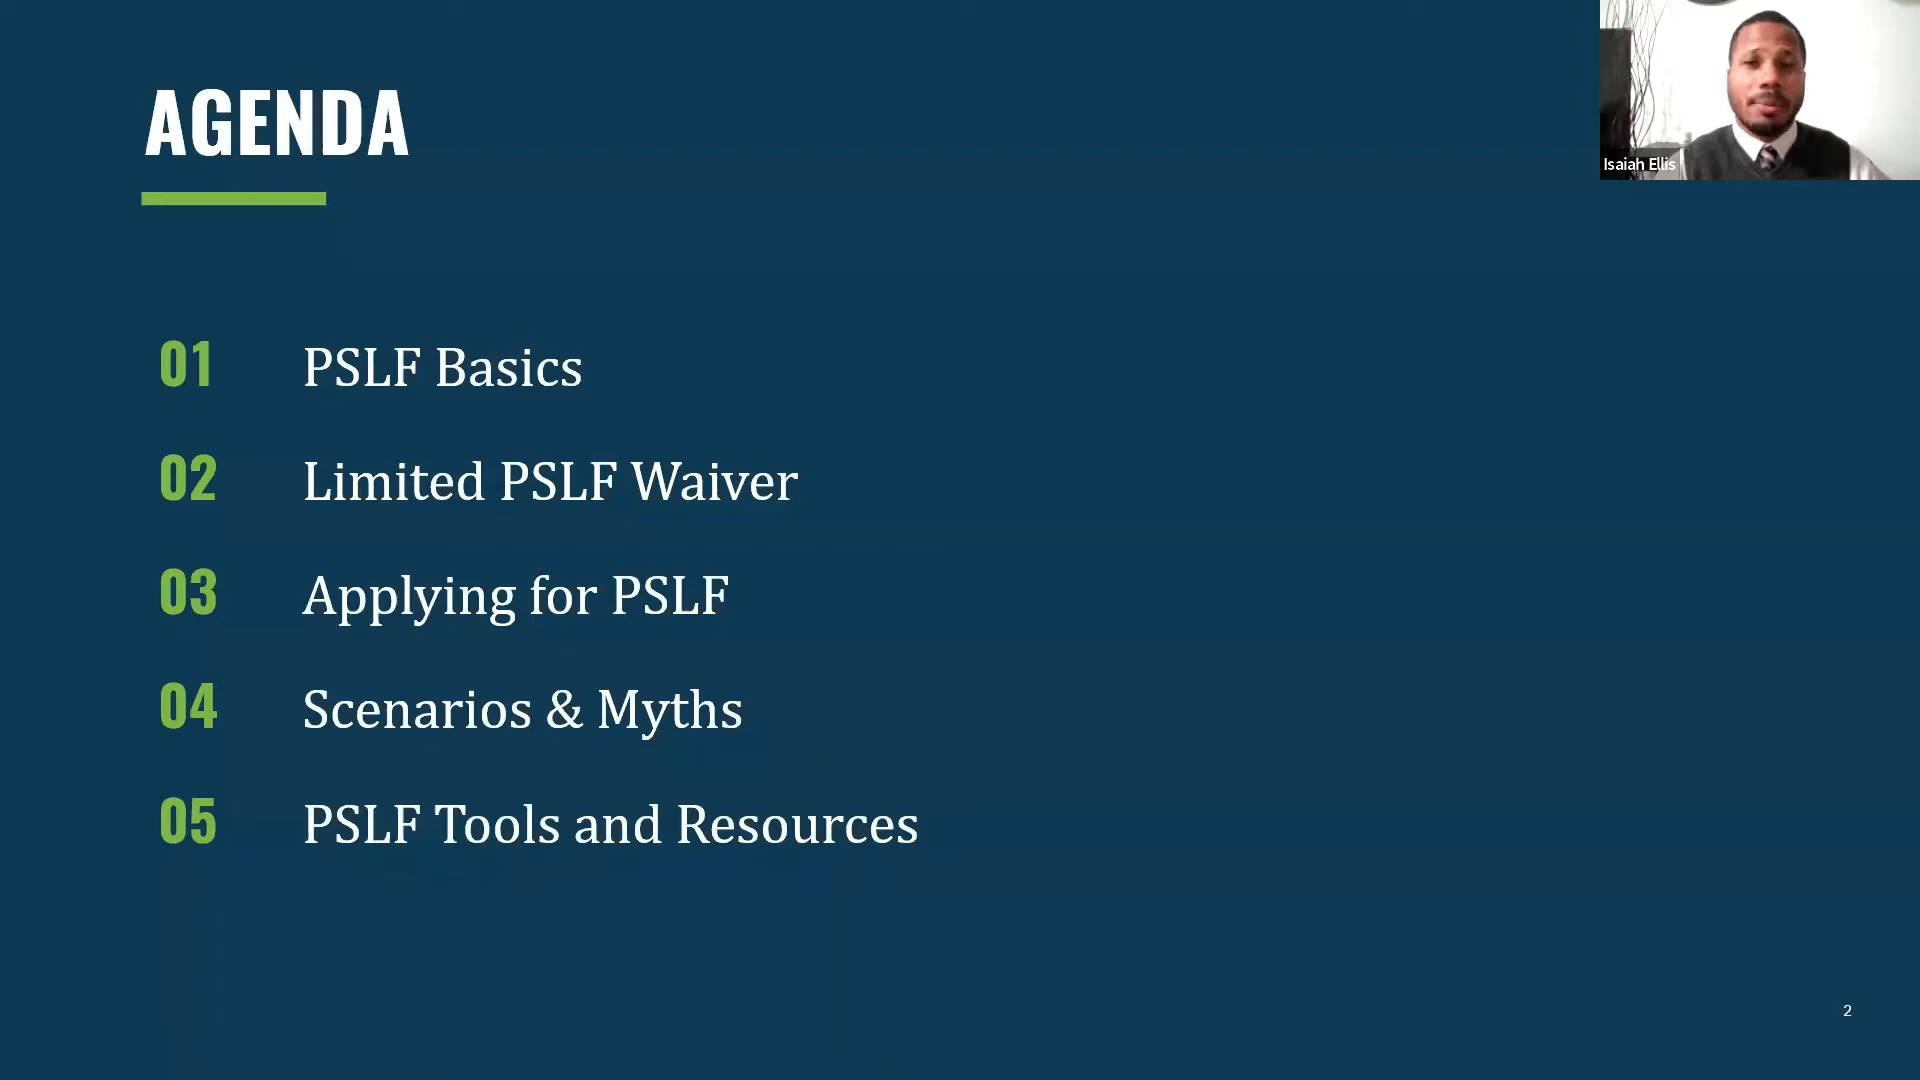 AGENDA
Isaiah Ellis
01 PSLF Basics
02 Limited PSLF Waiver
03 Applying for PSLF
04 Scenarios & Myths
05 PSLF Tools and Resources
2